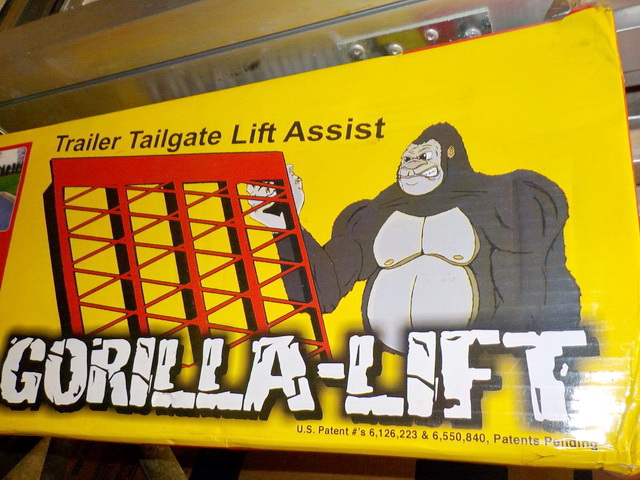 Trailer Tailgate Lift Assist
GORILLA-LIFT
U.S. Patent #'s 6,126,223 & 6,550,840, Patents Pending